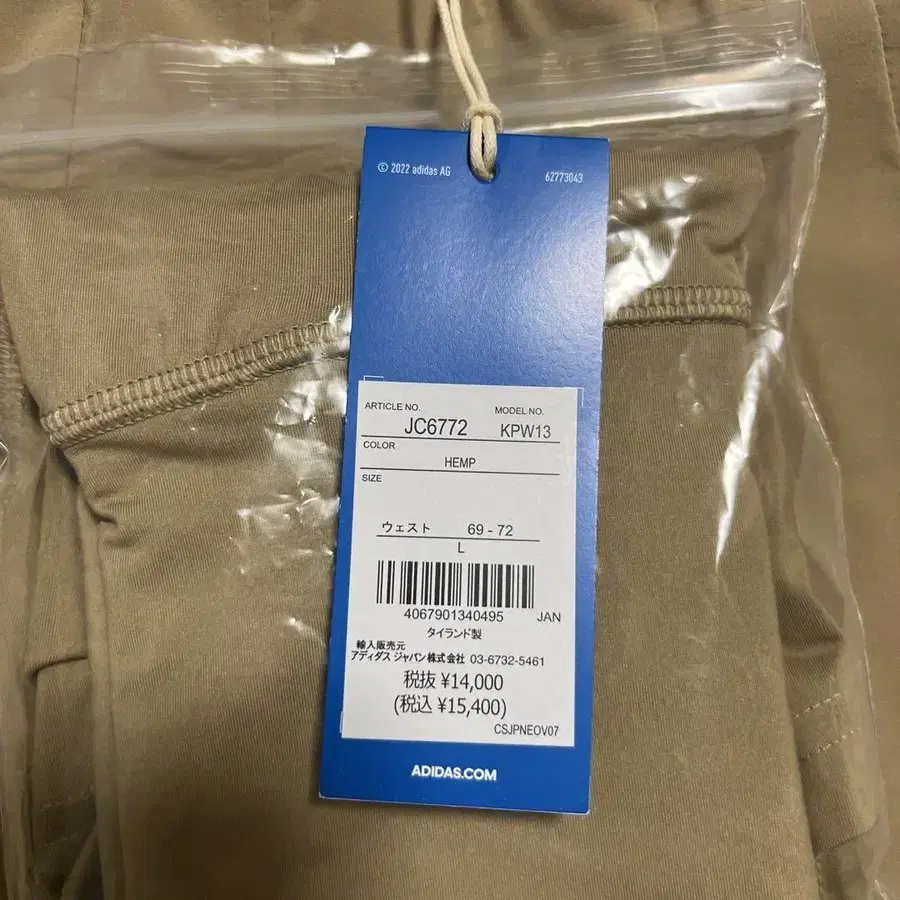 © 2022 adidas AG 62773043
ARTICLE NO. MODEL NO.
JC6772 KPW13
COLOR
HEMP
SIZE
ウェスト 69 - 72
L
4067901340495 JAN
タイランド製
輸入販売元
アディダス ジャパン株式会社 03-6732-5461
税抜 ¥14,000
(税込 ¥15,400)
CSJPNEOV07
ADIDAS.COM